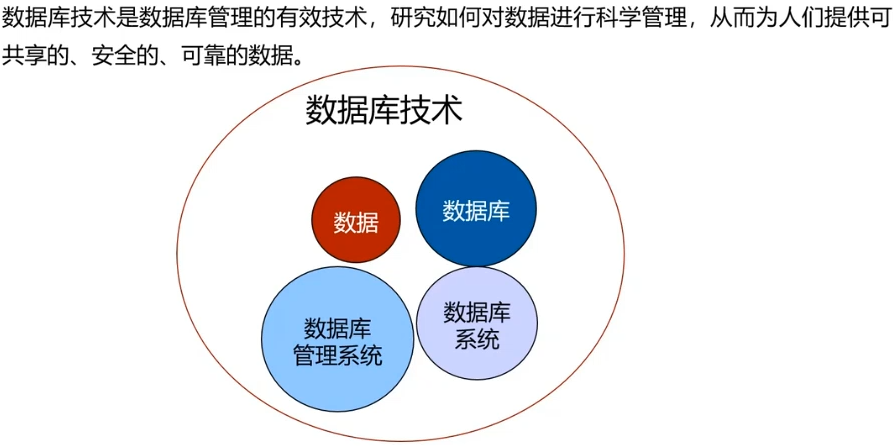 数据库技术是数据库管理的有效技术，研究如何对数据进行科学管理，从而为人们提供可
共享的、安全的、可靠的数据。
数据库技术
数据
数据库
数据库
管理系统
数据库
系统